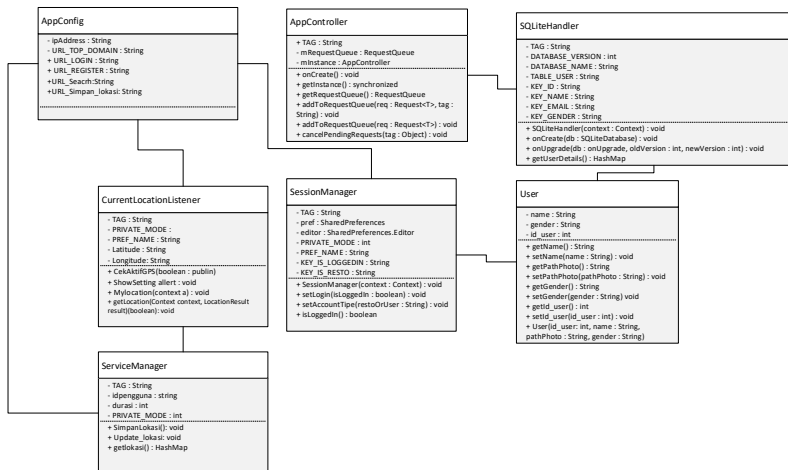 AppConfig
- ipAddress : String
- URL_TOP_DOMAIN : String
+ URL_LOGIN : String
+ URL_REGISTER : String
+URL_Seacrh:String
+URL_Simpan_lokasi: String
AppController
+ TAG : String
- mRequestQueue : RequestQueue
- mInstance : AppController
+ onCreate() : void
+ getInstance() : synchronized
+ getRequestQueue() : RequestQueue
+ addToRequestQueue(req : Request<T>, tag :
String) : void
+ addToRequestQueue(req : Request<T>) : void
+ cancelPendingRequests(tag : Object) : void
SQLiteHandler
- TAG : String
- DATABASE_VERSION : int
- DATABASE_NAME : String
- TABLE_USER : String
- KEY_ID : String
- KEY_NAME : String
- KEY_EMAIL : String
- KEY_GENDER : String
+ SQLiteHandler(context : Context) : void
+ onCreate(db : SQLiteDatabase) : void
+ onUpgrade(db : onUpgrade, oldVersion : int, newVersion : int) : void
+ getUserDetails() : HashMap
CurrentLocationListener
- TAG : String
- PRIVATE_MODE :
- PREF_NAME : String
- Latitude : String
- Longitude: String
+ CekAktifGPS(boolean : publin)
+ ShowSetting allert : void
+ Mylocation(context a) : void
+ getLocation(Context context, LocationResult
result)(boolean): void
SessionManager
- TAG : String
- pref : SharedPreferences
- editor : SharedPreferences.Editor
- PRIVATE_MODE : int
- PREF_NAME : String
- KEY_IS_LOGGEDIN : String
- KEY_IS_RESTO : String
+ SessionManager(context : Context) : void
+ setLogin(isLoggedIn : boolean) : void
+ setAccountTipe(restoOrUser : String) : void
+ isLoggedIn() : boolean
User
- name : String
- gender : String
- id_user : int
+ getName() : String
+ setName(name : String) : void
+ getPathPhoto() : String
+ setPathPhoto(pathPhoto : String) : void
+ getGender() : String
+ setGender(gender : String) void
+ getId_user() : int
+ setId_user(id_user : int) : void
+ User(id_user: int, name : String,
pathPhoto : String, gender : String)
ServiceManager
- TAG : String
- idpengguna : string
- durasi : int
- PRIVATE_MODE : int
+ SimpanLokasi(): void
+ Update_lokasi: void
+ getlokasi() : HashMap